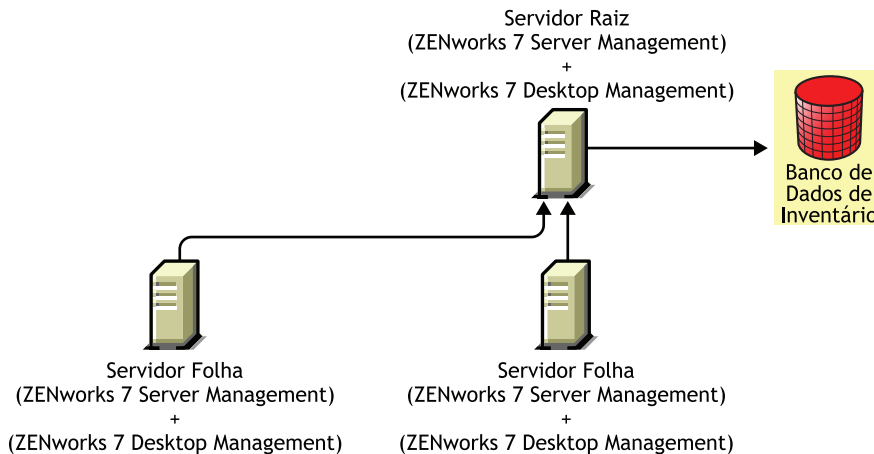 Servidor Raiz
(ZENworks 7 Server Management)
+
(ZENworks 7 Desktop Management)
Banco de
Dados de
Inventário
Servidor Folha
(ZENworks 7 Server Management)
+
(ZENworks 7 Desktop Management)
Servidor Folha
(ZENworks 7 Server Management)
+
(ZENworks 7 Desktop Management)